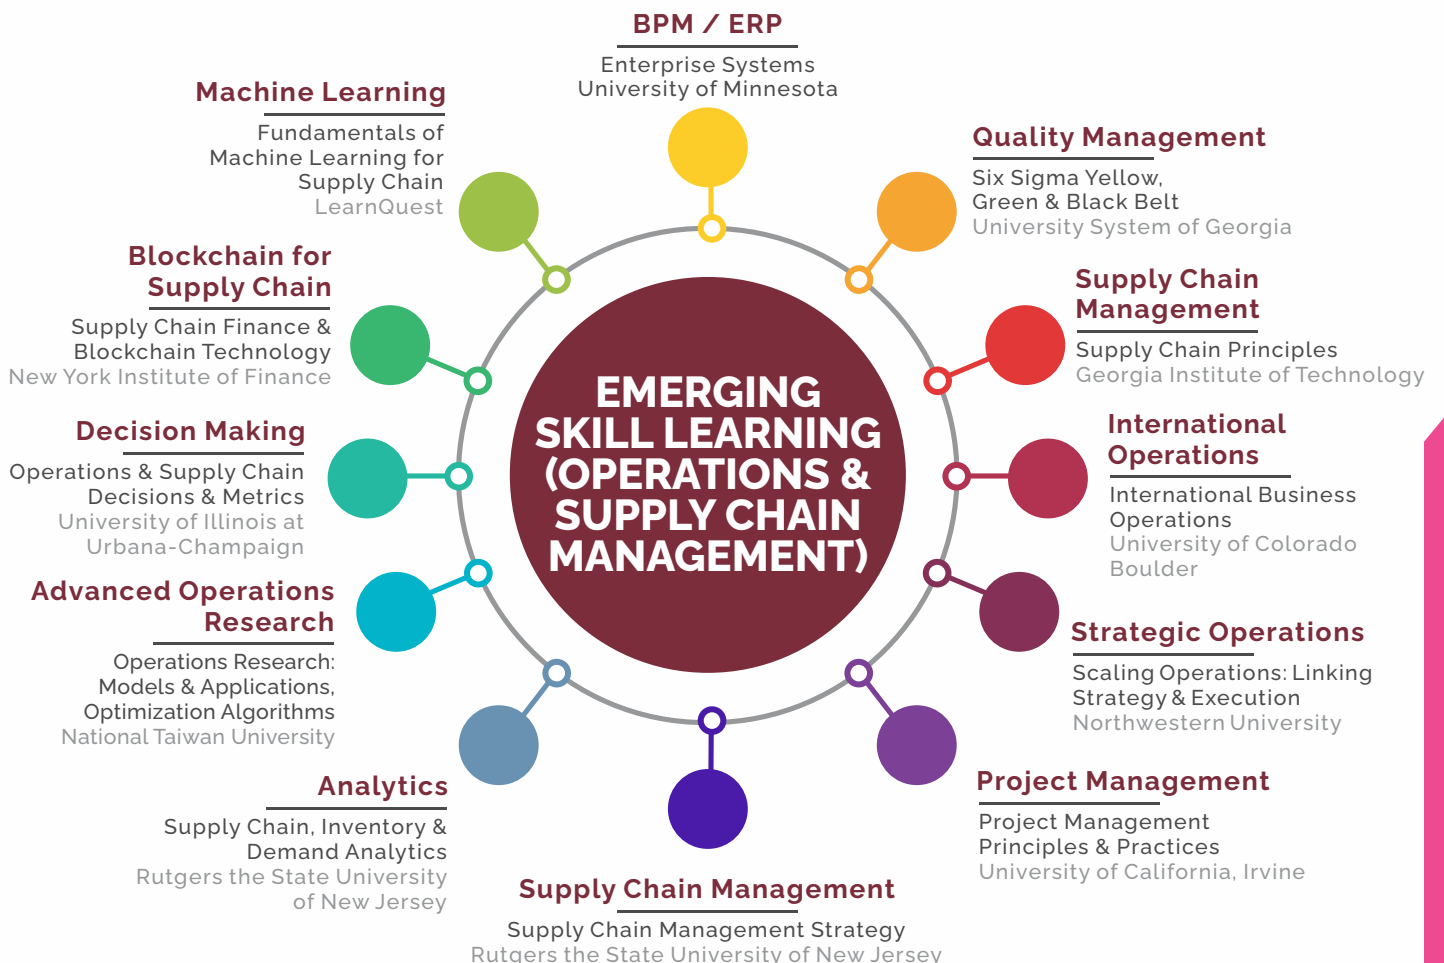 BPM / ERP
Enterprise Systems
University of Minnesota
Quality Management
Six Sigma Yellow,
Green & Black Belt
University System of Georgia
Supply Chain
Management
Supply Chain Principles
Georgia Institute of Technology
International
Operations
International Business
Operations
University of Colorado
Boulder
Strategic Operations
Scaling Operations: Linking
Strategy & Execution
Northwestern University
Project Management
Project Management
Principles & Practices
University of California, Irvine
Supply Chain Management
Supply Chain Management Strategy
Rutgers the State University of New Jersey
Analytics
Supply Chain, Inventory &
Demand Analytics
Rutgers the State University
of New Jersey
Advanced Operations
Research
Operations Research:
Models & Applications,
Optimization Algorithms
National Taiwan University
Decision Making
Operations & Supply Chain
Decisions & Metrics
University of Illinois at
Urbana-Champaign
Blockchain for
Supply Chain
Supply Chain Finance &
Blockchain Technology
New York Institute of Finance
Machine Learning
Fundamentals of
Machine Learning for
Supply Chain
LearnQuest
EMERGING
SKILL LEARNING
(OPERATIONS &
SUPPLY CHAIN
MANAGEMENT)